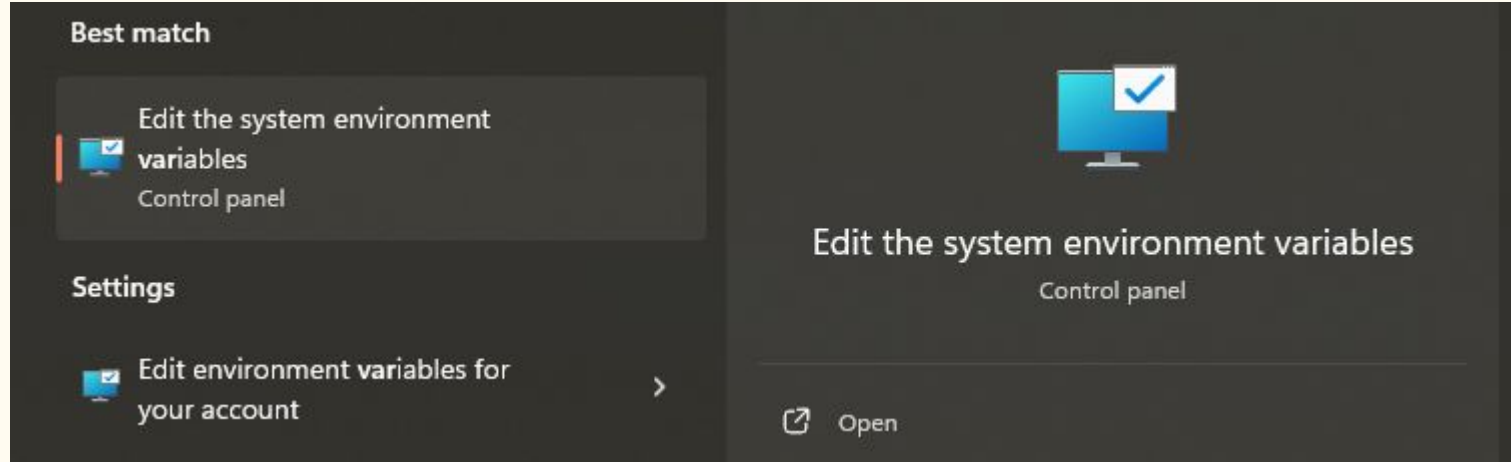 Best match
Edit the system environment
variables
Control panel
Settings
Edit environment variables for
your account
Edit the system environment variables
Control panel
Open